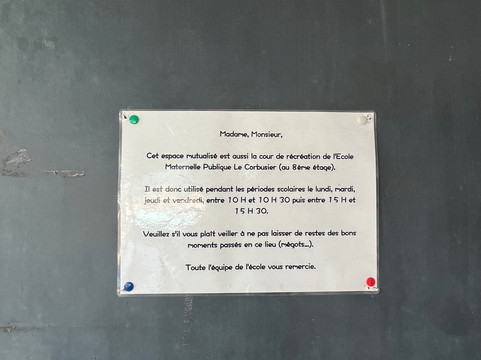 Madame, Monsieur,
Cet espace mutualisé est aussi la cour de récréation de l'Ecole
Maternelle Publique Le Corbusier (au 8ème étage).
Il est donc utilisé pendant les périodes scolaires le lundi, mardi,
jeudi et vendredi, entre 10 H et 10 H 30 puis entre 15 H et
15 H 30.
Veuillez s'il vous plaît veiller à ne pas laisser de restes des bons
moments passés en ce lieu (mégots...).
Toute l'équipe de l'école vous remercie.